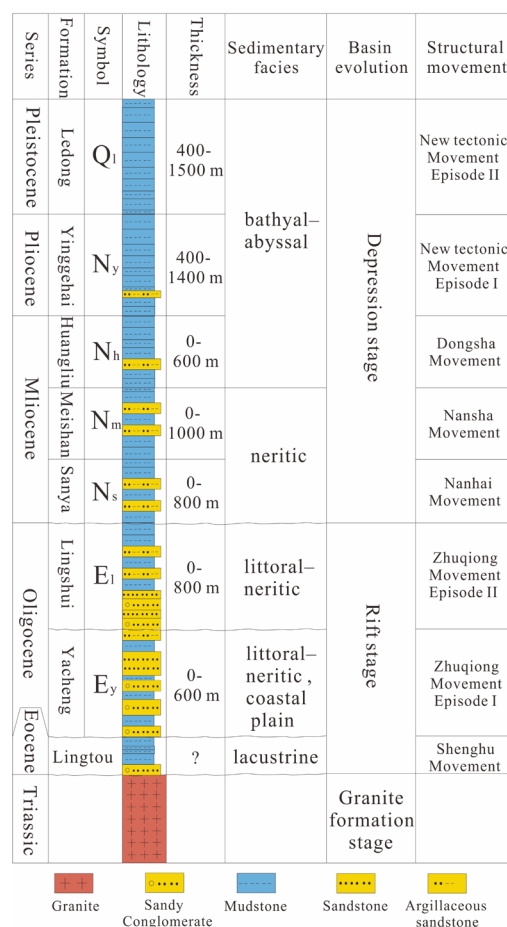 Series
Formation
Symbol
Lithology
Thickness
Sedimentary
facies
Basin
evolution
Structural
movement
Pleistocene
Ledong
Ql
400-
1500 m
bathyal–
abyssal
Depression stage
New tectonic
Movement
Episode II
Pliocene
Yinggehai
Ny
400-
1400 m
New tectonic
Movement
Episode I
Mliocene
Huangliu
Nh
0-
600 m
Dongsha
Movement
Meishan
Nm
0-
1000 m
neritic
Nansha
Movement
Sanya
Ns
0-
800 m
Nanhai
Movement
Oligocene
Lingshui
El
0-
800 m
littoral–
neritic
Rift stage
Zhuqiong
Movement
Episode II
Yacheng
Ey
0-
600 m
littoral–
neritic ,
coastal
plain
Zhuqiong
Movement
Episode I
Eocene
Lingtou
?
lacustrine
Shenghu
Movement
Triassic
Granite
formation
stage
Granite
Sandy
Conglomerate
Mudstone
Sandstone
Argillaceous
sandstone